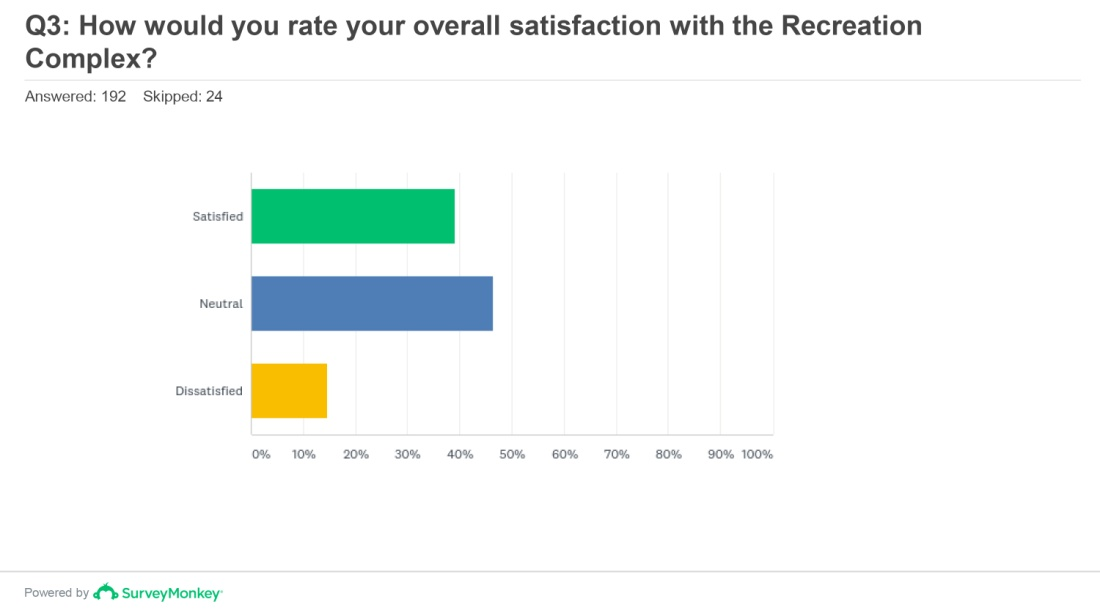 Q3: How would you rate your overall satisfaction with the Recreation
Complex?
Answered: 192 Skipped: 24
Satisfied
Neutral
Dissatisfied
0% 10% 20% 30% 40% 50% 60% 70% 80% 90% 100%
Powered by SurveyMonkey